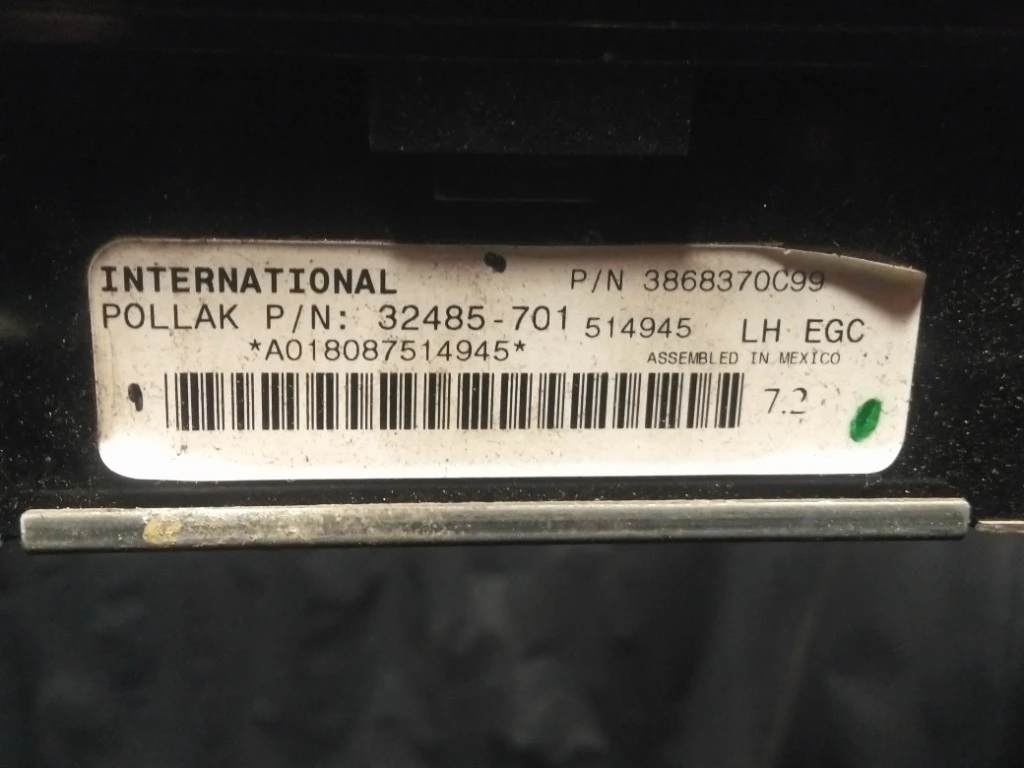 INTERNATIONAL P/N 3868370C99
POLLAK P/N: 32485-701 514945 LH EGC
*A018087514945* ASSEMBLED IN MEXICO
7.2